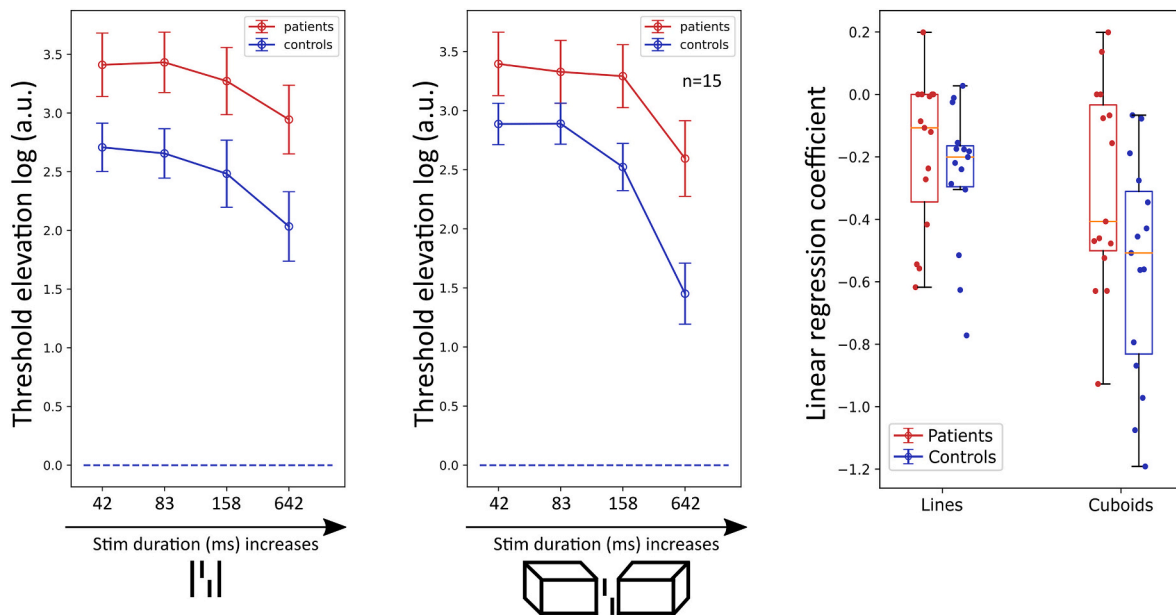 Threshold elevation log (a.u.)
3.5
3.0
2.5
2.0
1.5
1.0
0.5
0.0
patients
controls
42 83 158 642
Stim duration (ms) increases
Threshold elevation log (a.u.)
3.5
3.0
2.5
2.0
1.5
1.0
0.5
0.0
patients
controls
n=15
42 83 158 642
Stim duration (ms) increases
Linear regression coefficient
0.2
0.0
−0.2
−0.4
−0.6
−0.8
−1.0
−1.2
Patients
Controls
Lines Cuboids